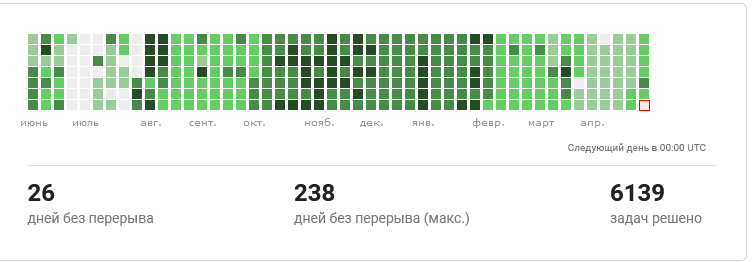 июнь июль авг. сент. окт. нояб. дек. янв. февр. март апр.
Следующий день в 00:00 UTC
26 238 6139
дней без перерыва дней без перерыва (макс.) задач решено